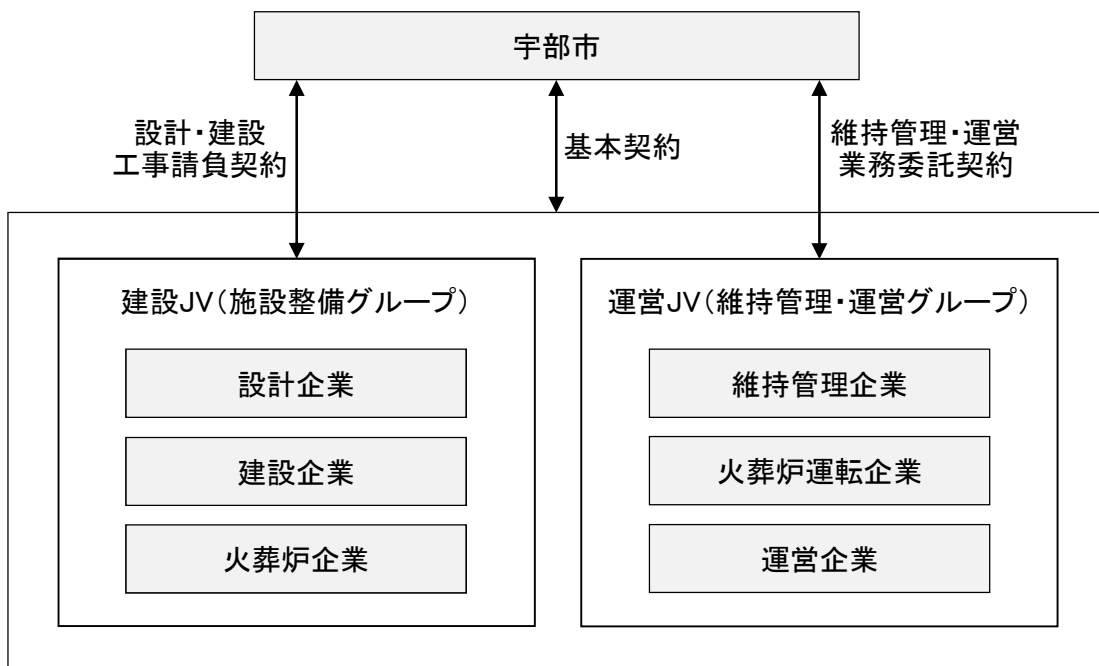 宇部市
設計・建設
工事請負契約
基本契約
維持管理・運営
業務委託契約
建設JV（施設整備グループ）
設計企業
建設企業
火葬炉企業
運営JV（維持管理・運営グループ）
維持管理企業
火葬炉運転企業
運営企業